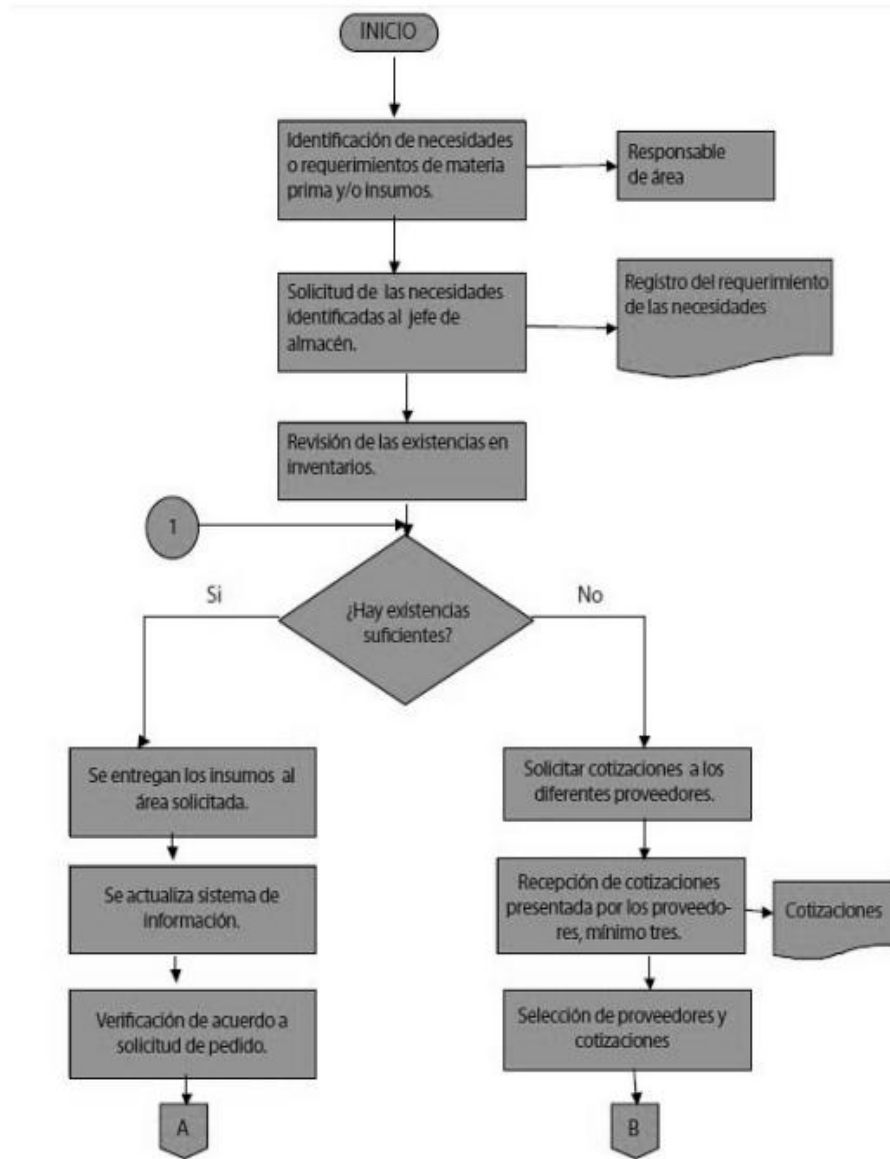 INICIO
Identificación de necesidades
o requerimientos de materia
prima y/o insumos.
Responsable
de área
Solicitud de las necesidades
identificadas al jefe de
almacén.
Registro del requerimiento
de las necesidades
Revisión de las existencias en
inventarios.
1
Si
¿Hay existencias
suficientes?
No
Se entregan los insumos al
área solicitada.
Se actualiza sistema de
información.
Verificación de acuerdo a
solicitud de pedido.
A
Solicitar cotizaciones a los
diferentes proveedores.
Recepción de cotizaciones
presentada por los proveedo-
res, mínimo tres.
Cotizaciones
Selección de proveedores y
cotizaciones
B